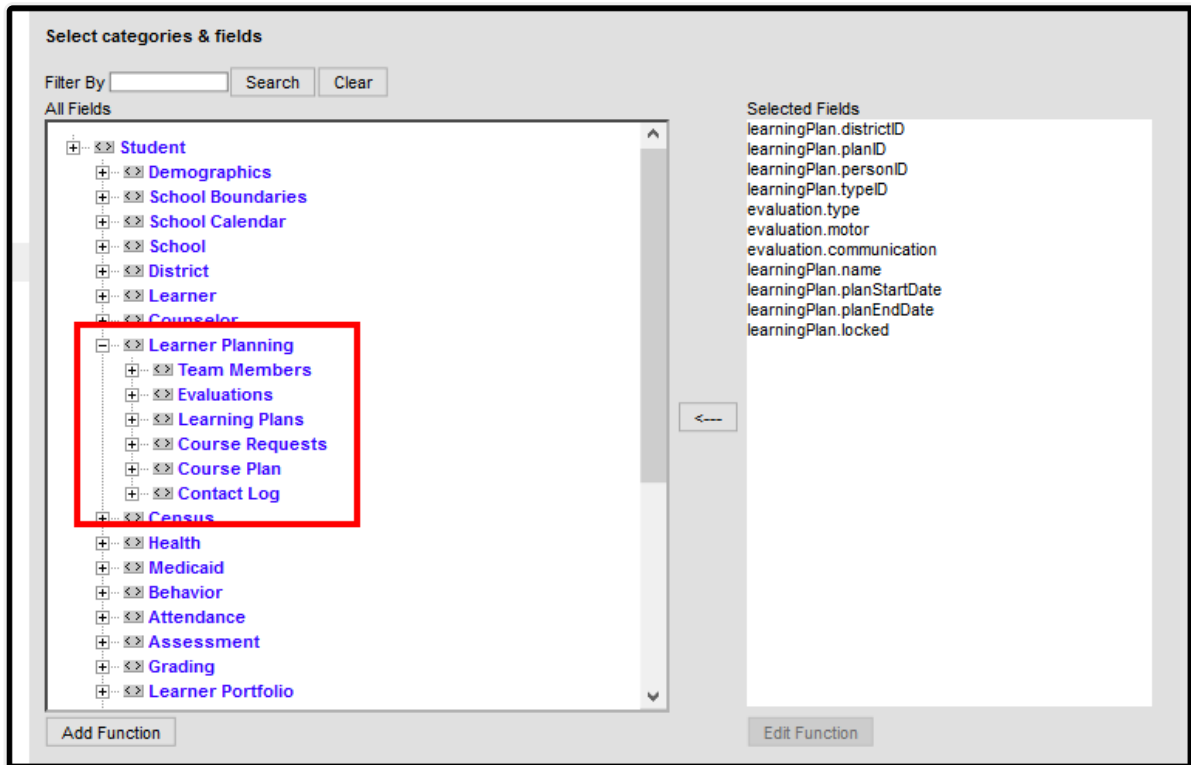 Select categories & fields
Filter By Search Clear
All Fields
Student
Demographics
School Boundaries
School Calendar
School
District
Learner
Counselor
Learner Planning
Team Members
Evaluations
Learning Plans
Course Requests
Course Plan
Contact Log
Census
Health
Medicaid
Behavior
Attendance
Assessment
Grading
Learner Portfolio
Add Function
<---
Selected Fields
learningPlan.districtID
learningPlan.planID
learningPlan.personID
learningPlan.typeID
evaluation.type
evaluation.motor
evaluation.communication
learningPlan.name
learningPlan.planStartDate
learningPlan.planEndDate
learningPlan.locked
Edit Function